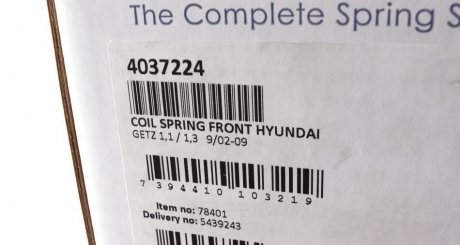 The Complete Spring S
4037224
COIL SPRING FRONT HYUNDAI
GETZ 1,1 / 1,3 9/02-09
7 394410 103219
Item no: 78401
Delivery no: 5439243